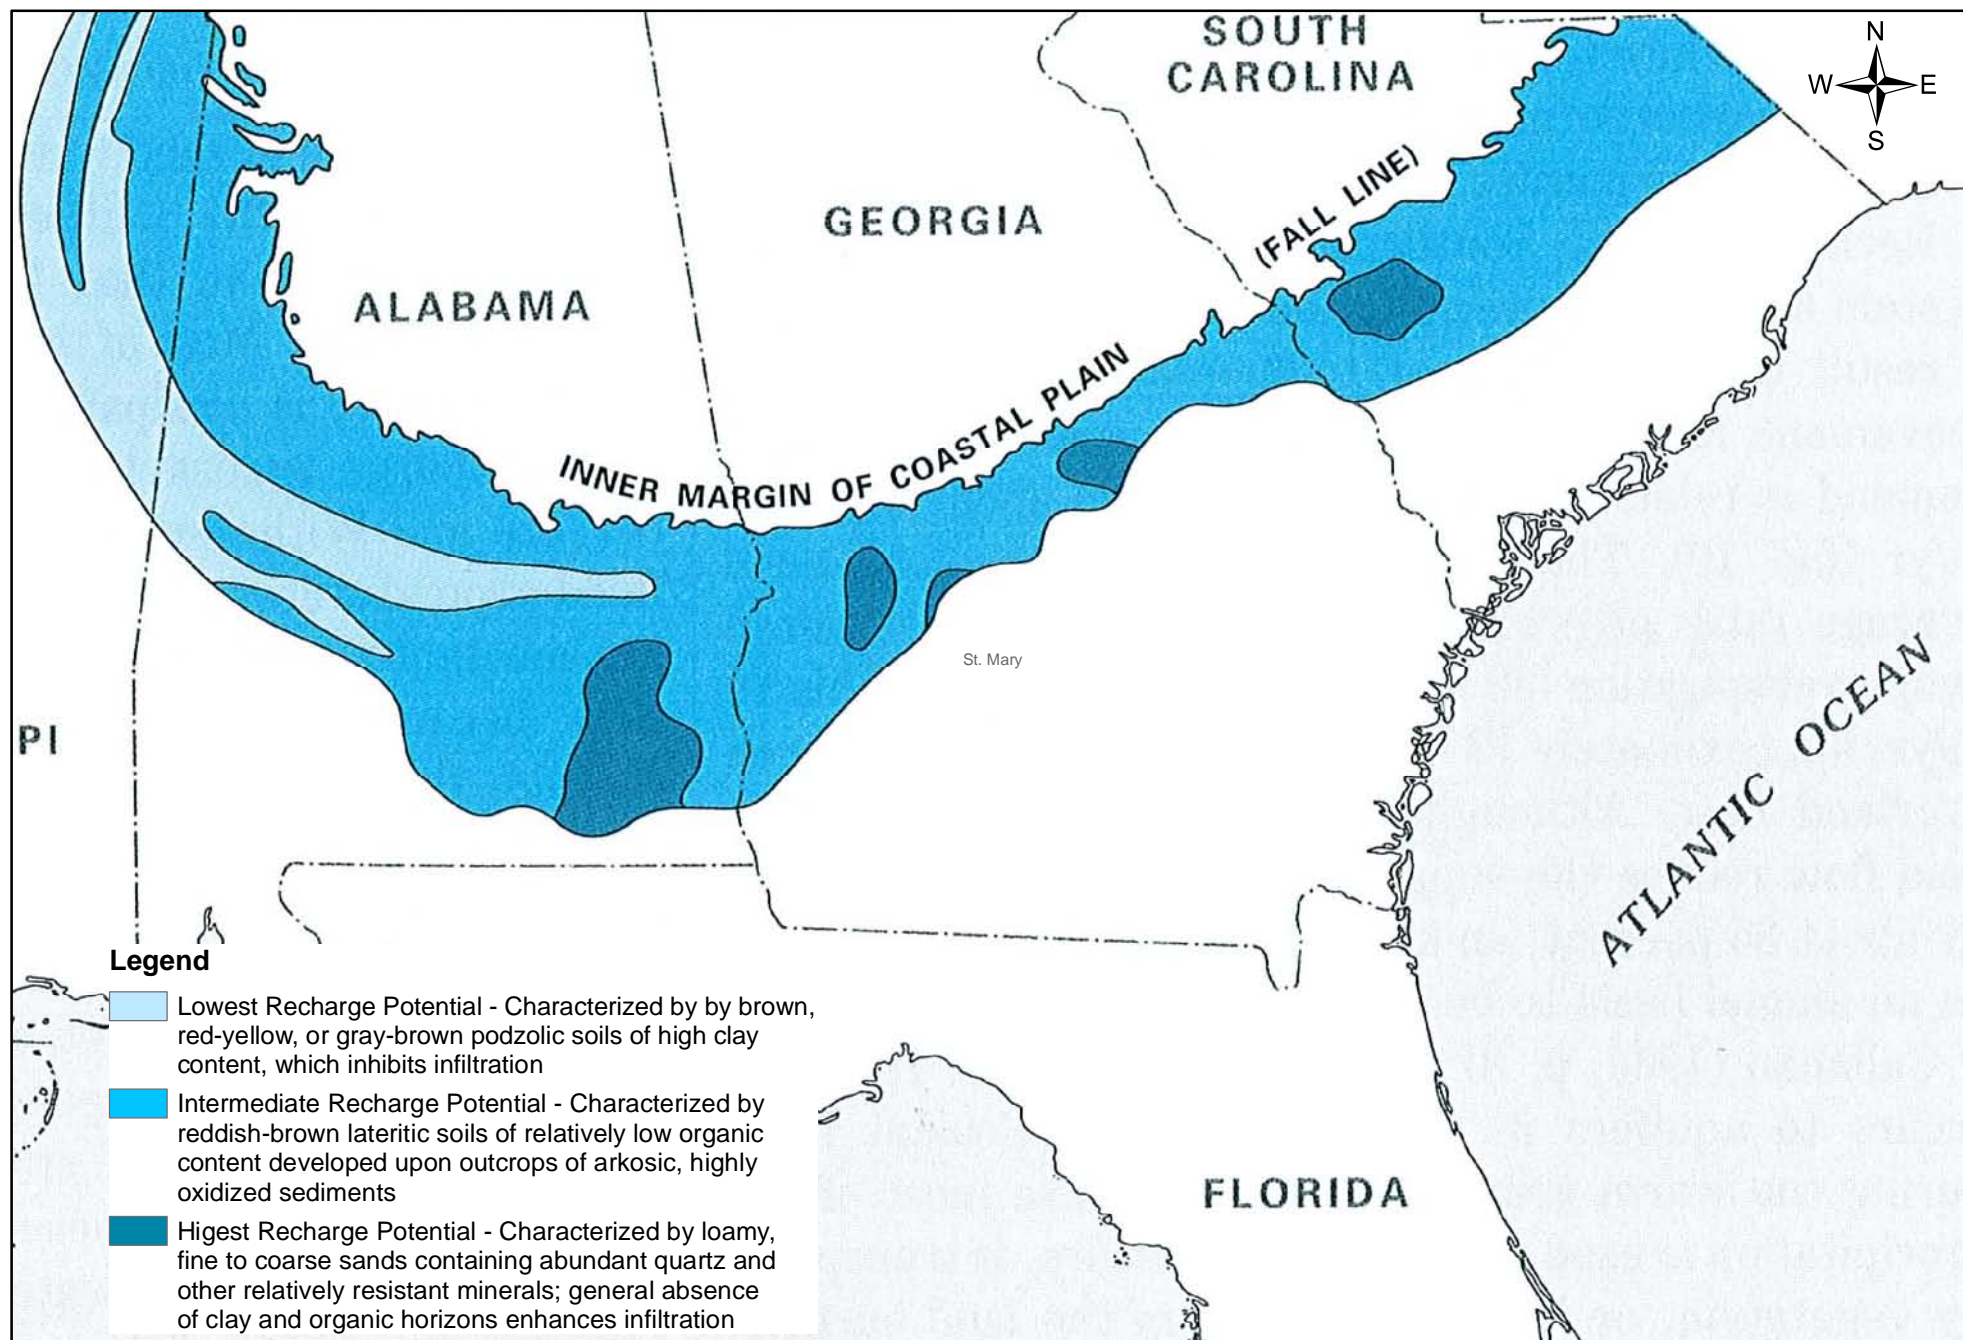 SOUTH
CAROLINA
N
W E
S
(FALL LINE)
GEORGIA
ALABAMA
INNER MARGIN OF COASTAL PLAIN
St. Mary
PI
ATLANTIC OCEAN
Legend
Lowest Recharge Potential - Characterized by by brown,
red-yellow, or gray-brown podzolic soils of high clay
content, which inhibits infiltration
Intermediate Recharge Potential - Characterized by
reddish-brown lateritic soils of relatively low organic
content developed upon outcrops of arkosic, highly
oxidized sediments
Higest Recharge Potential - Characterized by loamy,
fine to coarse sands containing abundant quartz and
other relatively resistant minerals; general absence
of clay and organic horizons enhances infiltration
FLORIDA